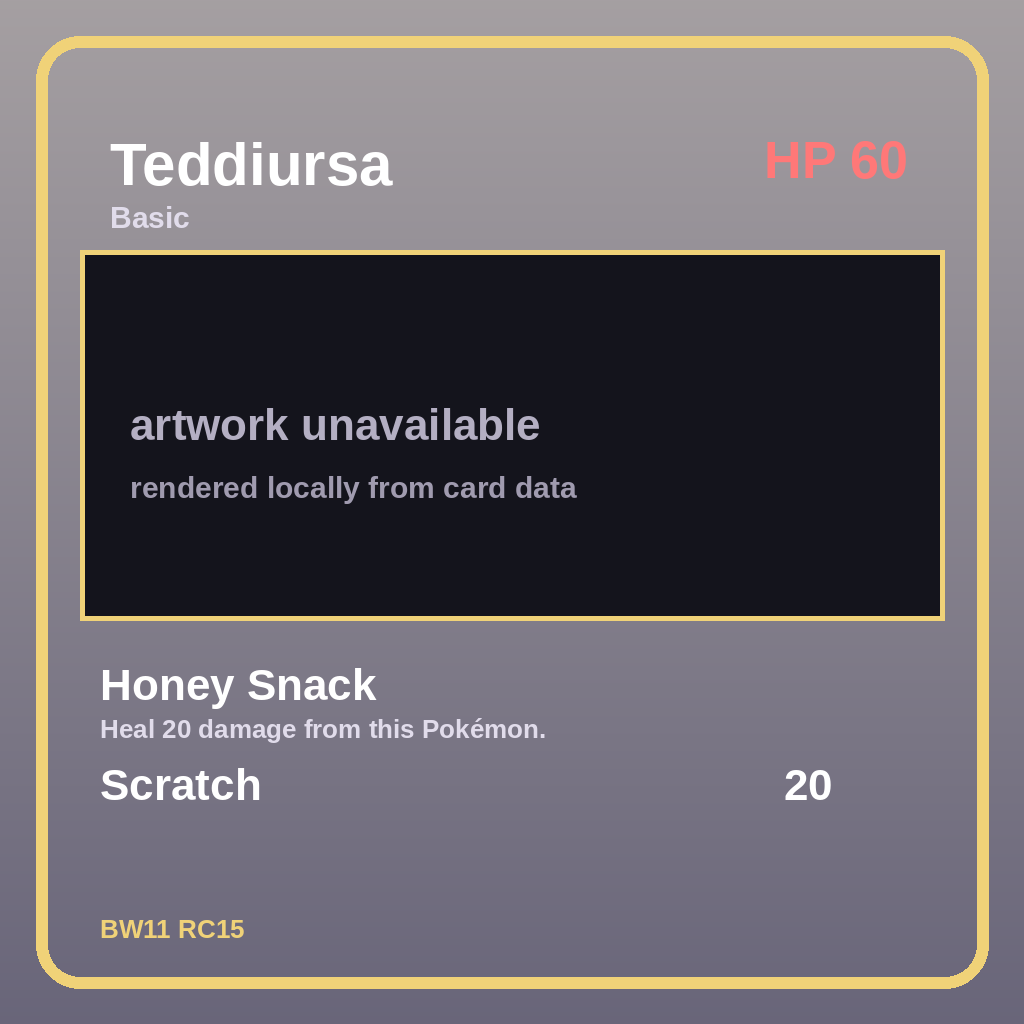 Teddiursa
HP 60
Basic
artwork unavailable
rendered locally from card data
Honey Snack
Heal 20 damage from this Pokémon.
Scratch 20
BW11 RC15